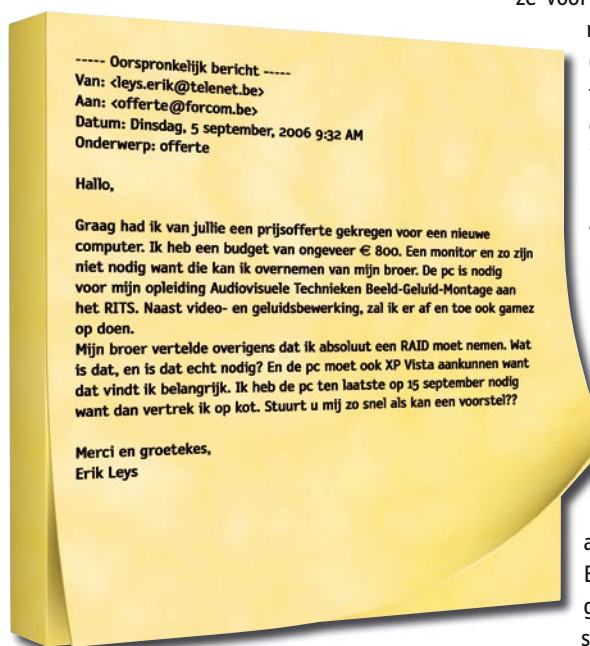 ze voor
----- Oorspronkelijk bericht -----
Van: <leys.erik@telenet.be>
Aan: <offerte@forcom.be>
Datum: Dinsdag, 5 september, 2006 9:32 AM
Onderwerp: offerte
Hallo,
Graag had ik van jullie een prijsofferte gekregen voor een nieuwe
computer. Ik heb een budget van ongeveer € 800. Een monitor en zo zijn
niet nodig want die kan ik overnemen van mijn broer. De pc is nodig
voor mijn opleiding Audiovisuele Technieken Beeld-Geluid-Montage aan
het RITS. Naast video- en geluidsbewerking, zal ik er af en toe ook gamez
op doen.
Mijn broer vertelde overigens dat ik absoluut een RAID moet nemen. Wat
is dat, en is dat echt nodig? En de pc moet ook XP Vista aankunnen want
dat vindt ik belangrijk. Ik heb de pc ten laatste op 15 september nodig
want dan vertrek ik op kot. Stuurt u mij zo snel als kan een voorstel??
Merci en groetekes,
Erik Leys